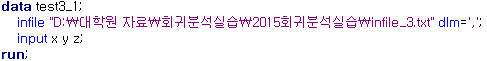 data test3_1;
infile "D:₩대학원 자료₩회귀분석실습₩2015회귀분석실습₩infile_3.txt" dlm=',';
input x y z;
run;